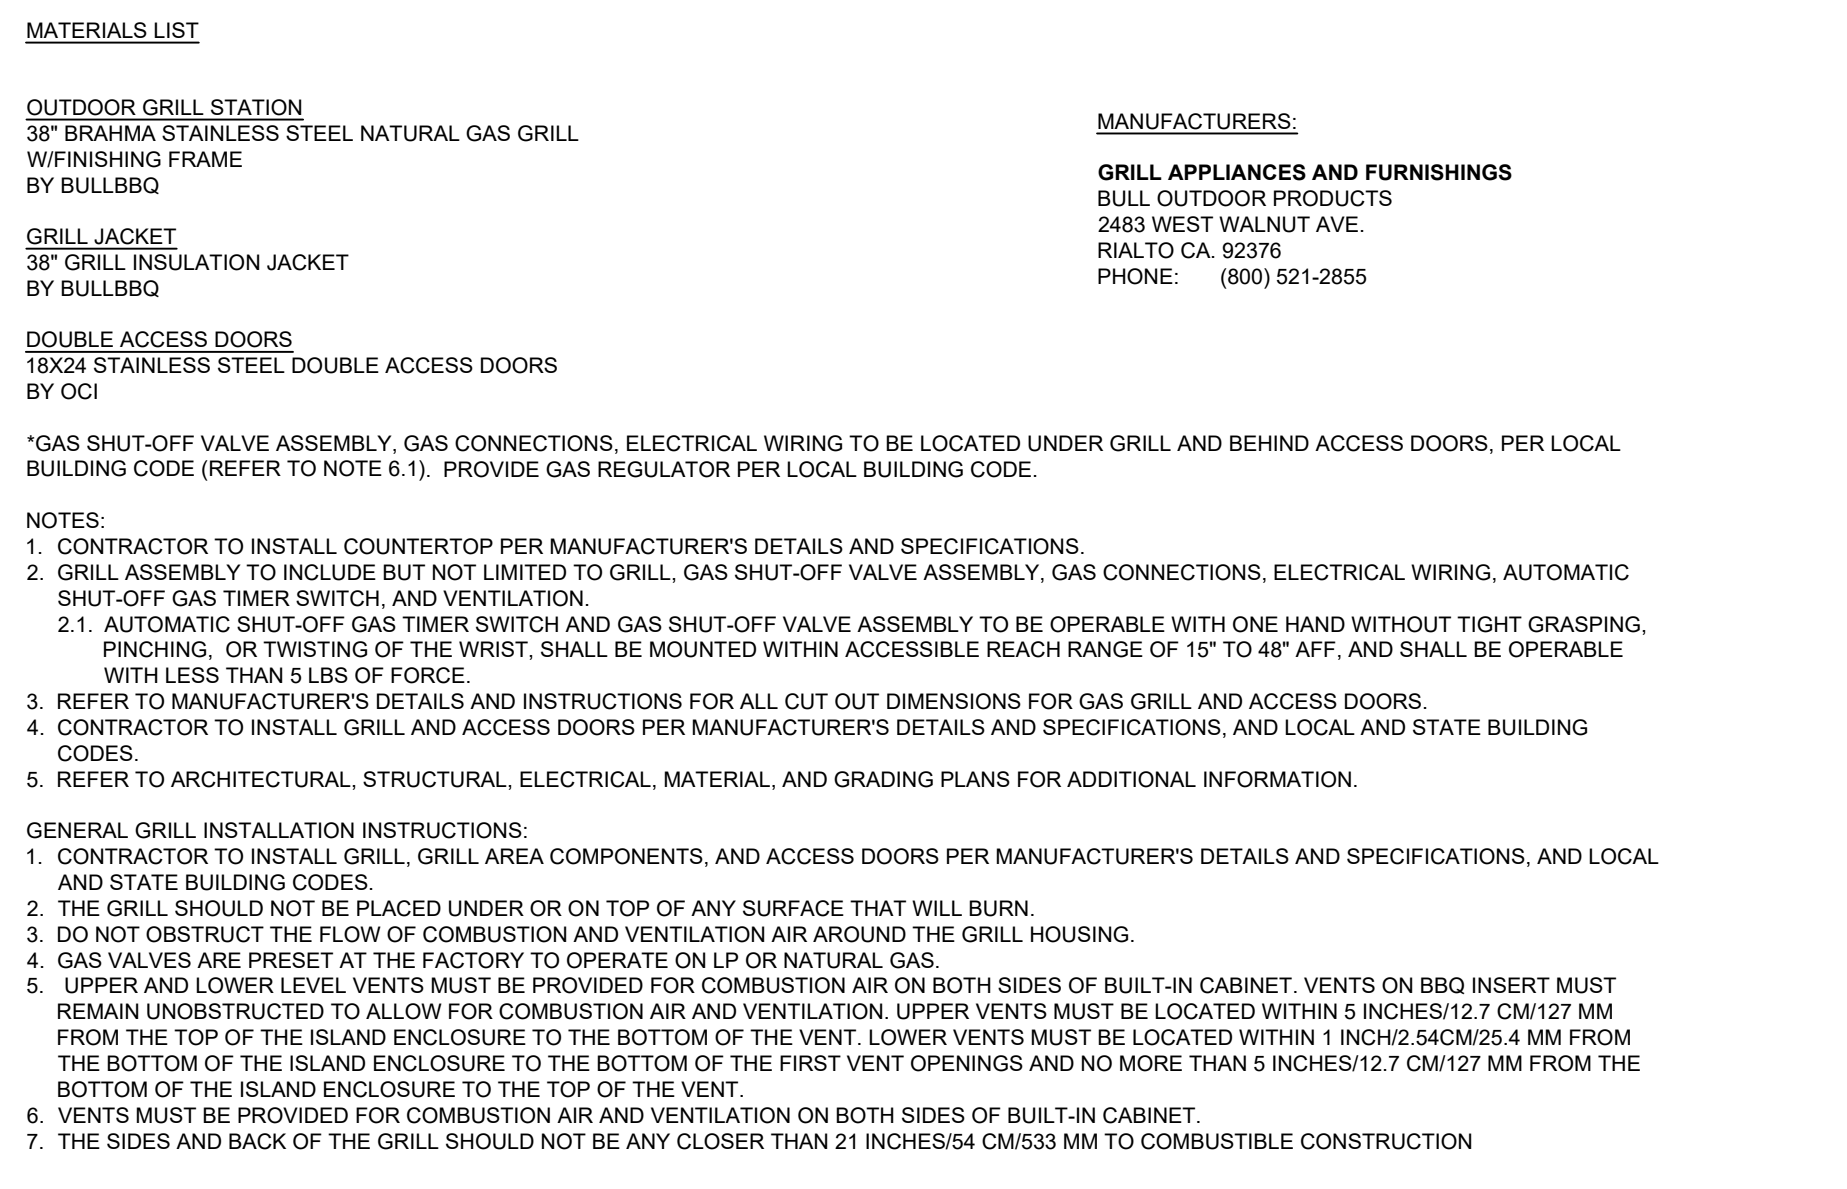 MATERIALS LIST
OUTDOOR GRILL STATION
38" BRAHMA STAINLESS STEEL NATURAL GAS GRILL
W/FINISHING FRAME
BY BULLBBQ
GRILL JACKET
38" GRILL INSULATION JACKET
BY BULLBBQ
DOUBLE ACCESS DOORS
18X24 STAINLESS STEEL DOUBLE ACCESS DOORS
BY OCI
MANUFACTURERS:
GRILL APPLIANCES AND FURNISHINGS
BULL OUTDOOR PRODUCTS
2483 WEST WALNUT AVE.
RIALTO CA. 92376
PHONE: (800) 521-2855
*GAS SHUT-OFF VALVE ASSEMBLY, GAS CONNECTIONS, ELECTRICAL WIRING TO BE LOCATED UNDER GRILL AND BEHIND ACCESS DOORS, PER LOCAL
BUILDING CODE (REFER TO NOTE 6.1). PROVIDE GAS REGULATOR PER LOCAL BUILDING CODE.
NOTES:
1. CONTRACTOR TO INSTALL COUNTERTOP PER MANUFACTURER'S DETAILS AND SPECIFICATIONS.
2. GRILL ASSEMBLY TO INCLUDE BUT NOT LIMITED TO GRILL, GAS SHUT-OFF VALVE ASSEMBLY, GAS CONNECTIONS, ELECTRICAL WIRING, AUTOMATIC
SHUT-OFF GAS TIMER SWITCH, AND VENTILATION.
2.1. AUTOMATIC SHUT-OFF GAS TIMER SWITCH AND GAS SHUT-OFF VALVE ASSEMBLY TO BE OPERABLE WITH ONE HAND WITHOUT TIGHT GRASPING,
PINCHING, OR TWISTING OF THE WRIST, SHALL BE MOUNTED WITHIN ACCESSIBLE REACH RANGE OF 15" TO 48" AFF, AND SHALL BE OPERABLE
WITH LESS THAN 5 LBS OF FORCE.
3. REFER TO MANUFACTURER'S DETAILS AND INSTRUCTIONS FOR ALL CUT OUT DIMENSIONS FOR GAS GRILL AND ACCESS DOORS.
4. CONTRACTOR TO INSTALL GRILL AND ACCESS DOORS PER MANUFACTURER'S DETAILS AND SPECIFICATIONS, AND LOCAL AND STATE BUILDING
CODES.
5. REFER TO ARCHITECTURAL, STRUCTURAL, ELECTRICAL, MATERIAL, AND GRADING PLANS FOR ADDITIONAL INFORMATION.
GENERAL GRILL INSTALLATION INSTRUCTIONS:
1. CONTRACTOR TO INSTALL GRILL, GRILL AREA COMPONENTS, AND ACCESS DOORS PER MANUFACTURER'S DETAILS AND SPECIFICATIONS, AND LOCAL
AND STATE BUILDING CODES.
2. THE GRILL SHOULD NOT BE PLACED UNDER OR ON TOP OF ANY SURFACE THAT WILL BURN.
3. DO NOT OBSTRUCT THE FLOW OF COMBUSTION AND VENTILATION AIR AROUND THE GRILL HOUSING.
4. GAS VALVES ARE PRESET AT THE FACTORY TO OPERATE ON LP OR NATURAL GAS.
5. UPPER AND LOWER LEVEL VENTS MUST BE PROVIDED FOR COMBUSTION AIR ON BOTH SIDES OF BUILT-IN CABINET. VENTS ON BBQ INSERT MUST
REMAIN UNOBSTRUCTED TO ALLOW FOR COMBUSTION AIR AND VENTILATION. UPPER VENTS MUST BE LOCATED WITHIN 5 INCHES/12.7 CM/127 MM
FROM THE TOP OF THE ISLAND ENCLOSURE TO THE BOTTOM OF THE VENT. LOWER VENTS MUST BE LOCATED WITHIN 1 INCH/2.54CM/25.4 MM FROM
THE BOTTOM OF THE ISLAND ENCLOSURE TO THE BOTTOM OF THE FIRST VENT OPENINGS AND NO MORE THAN 5 INCHES/12.7 CM/127 MM FROM THE
BOTTOM OF THE ISLAND ENCLOSURE TO THE TOP OF THE VENT.
6. VENTS MUST BE PROVIDED FOR COMBUSTION AIR AND VENTILATION ON BOTH SIDES OF BUILT-IN CABINET.
7. THE SIDES AND BACK OF THE GRILL SHOULD NOT BE ANY CLOSER THAN 21 INCHES/54 CM/533 MM TO COMBUSTIBLE CONSTRUCTION